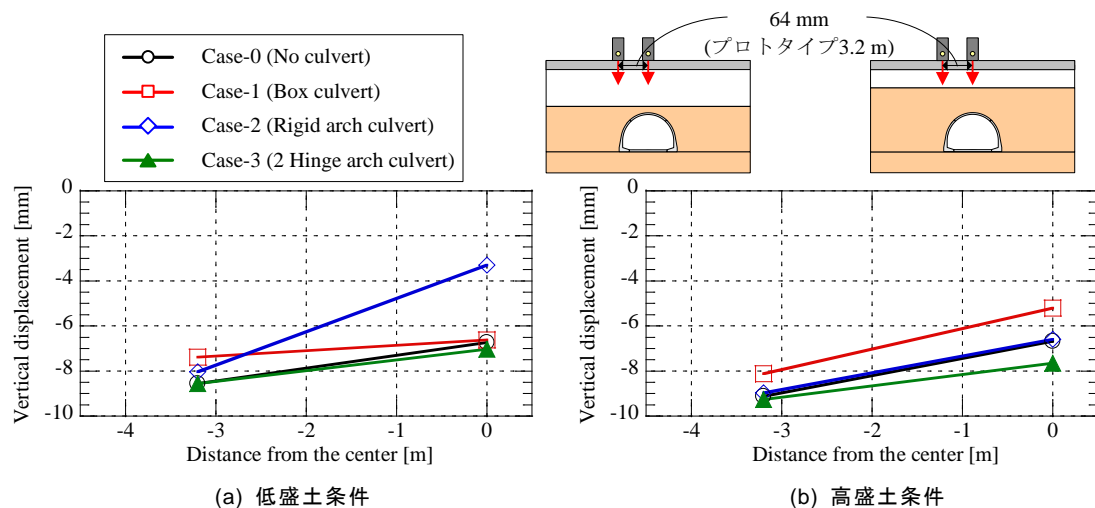 Case-0 (No culvert)
Case-1 (Box culvert)
Case-2 (Rigid arch culvert)
Case-3 (2 Hinge arch culvert)
64 mm
(プロトタイプ3.2 m)
Vertical displacement [mm]
0
-2
-4
-6
-8
-10
-4
-3
-2
-1
0
Distance from the center [m]
(a) 低盛土条件
Vertical displacement [mm]
0
-2
-4
-6
-8
-10
-4
-3
-2
-1
0
Distance from the center [m]
(b) 高盛土条件